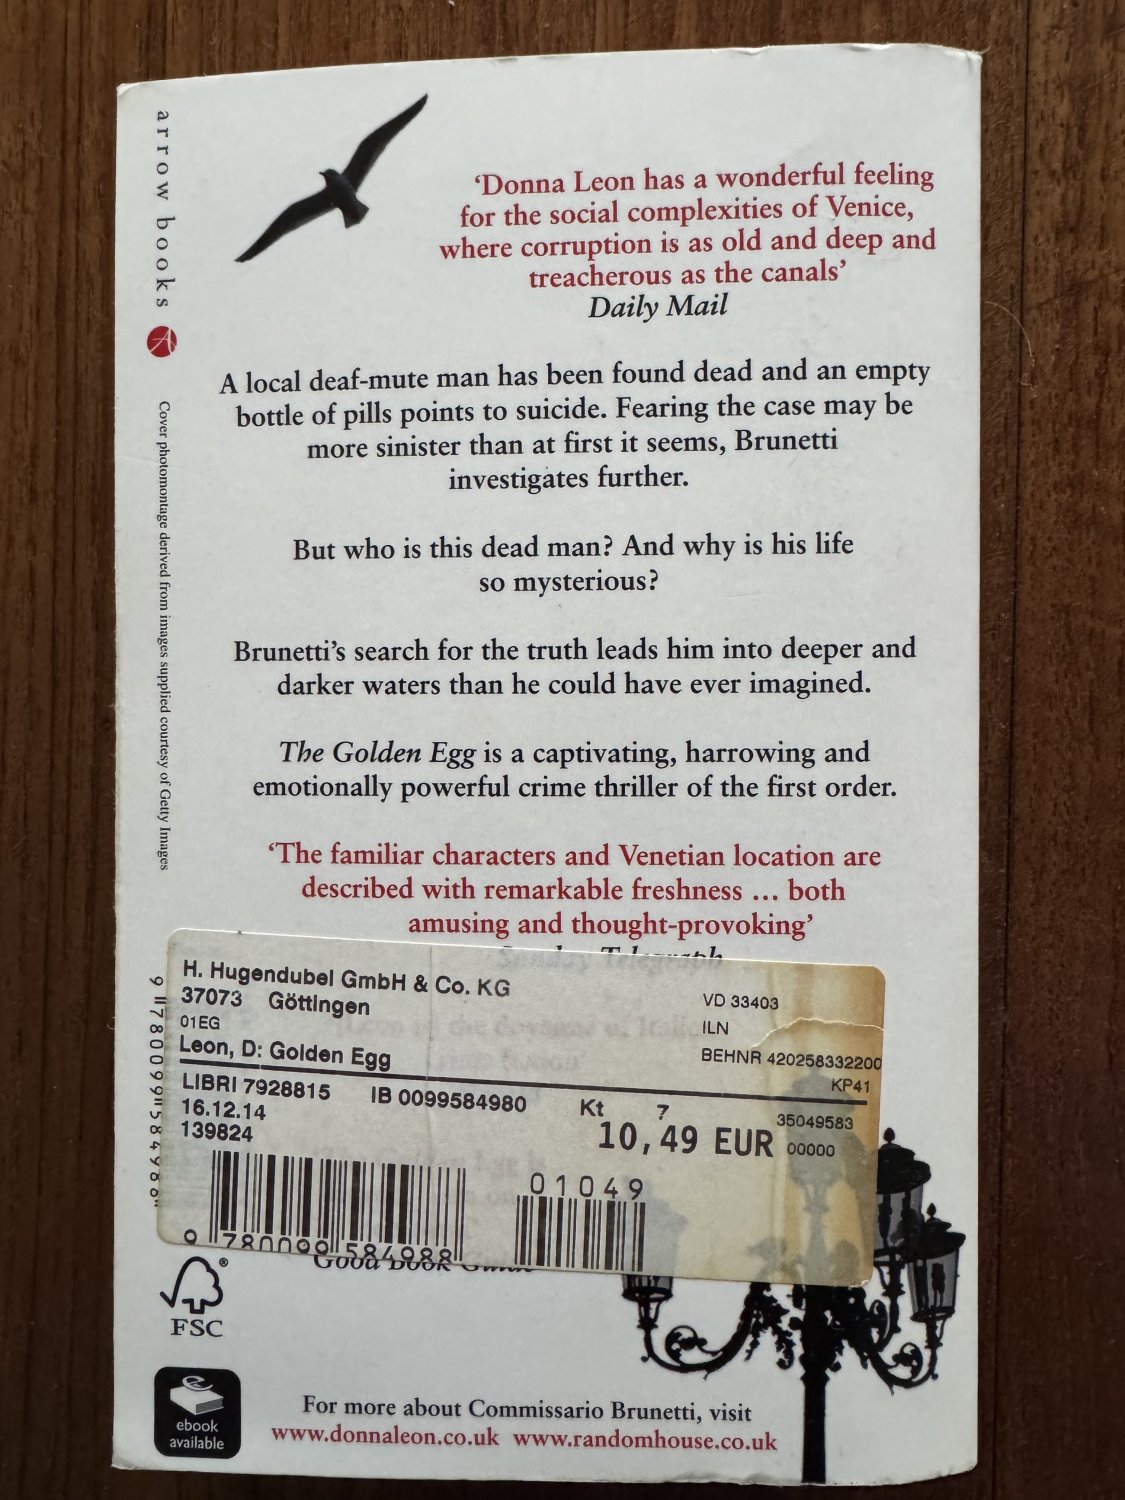 arrow books
Cover photomontage derived from images supplied courtesy of Getty Images
‘Donna Leon has a wonderful feeling
for the social complexities of Venice,
where corruption is as old and deep and
treacherous as the canals’
Daily Mail
A local deaf-mute man has been found dead and an empty
bottle of pills points to suicide. Fearing the case may be
more sinister than at first it seems, Brunetti
investigates further.
But who is this dead man? And why is his life
so mysterious?
Brunetti’s search for the truth leads him into deeper and
darker waters than he could have ever imagined.
The Golden Egg is a captivating, harrowing and
emotionally powerful crime thriller of the first order.
‘The familiar characters and Venetian location are
described with remarkable freshness ... both
amusing and thought-provoking’
Sunday Telegraph
H. Hugendubel GmbH & Co. KG
37073 Göttingen
01EG
Leon, D: Golden Egg
VD 33403
ILN
BEHNR 420258332200
KP41
LIBRI 7928815 IB 0099584980 Kt 7
16.12.14
139824
10,49 EUR
35049583
00000
01049
9 780099 584988
9 780099 584988
Good Book Guide
FSC
ebook
available
For more about Commissario Brunetti, visit
www.donnaleon.co.uk www.randomhouse.co.uk